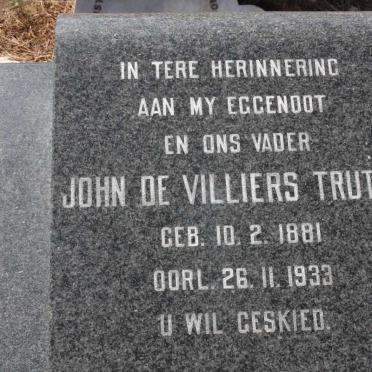 IN TERE HERINNERING
AAN MY EGGENOOT
EN ONS VADER
JOHN DE VILLIERS TRUT
GEB. 10. 2. 1881
OORL. 26. 11. 1933
U WIL GESKIED.